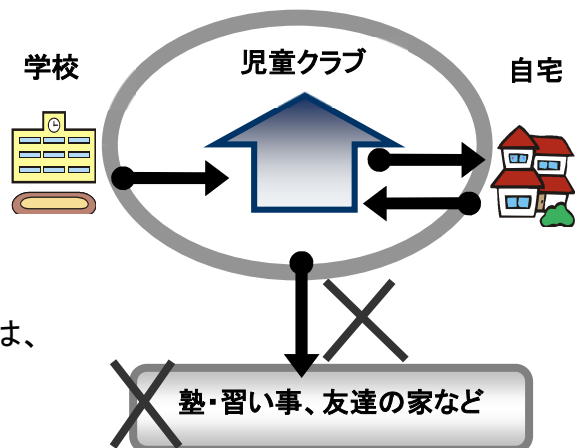 学校
児童クラブ
自宅
は、
塾・習い事、友達の家など